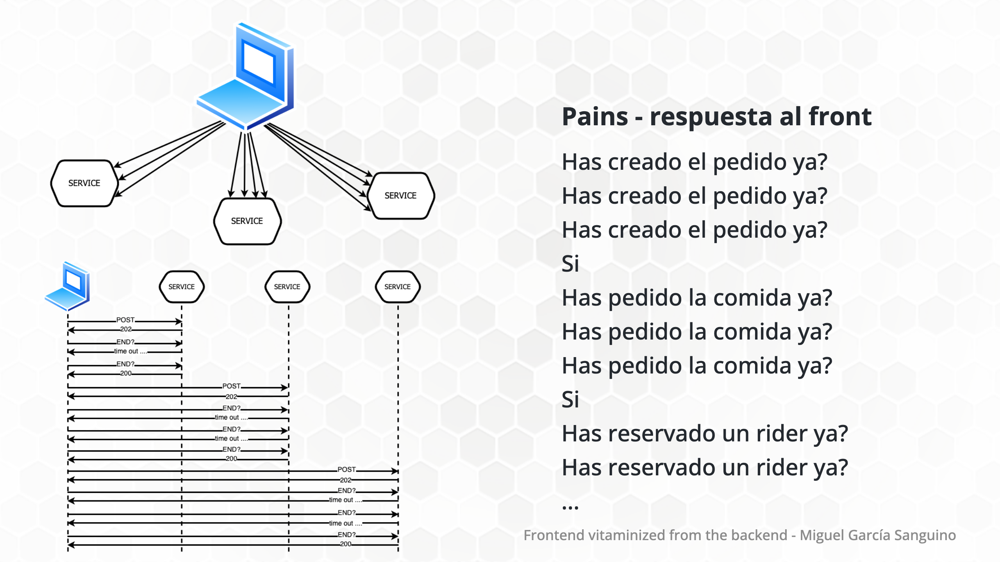 SERVICE
SERVICE
SERVICE
SERVICE
SERVICE
SERVICE
POST
202
END?
time out ....
END?
200
POST
202
END?
time out ....
END?
time out ....
END?
200
POST
202
END?
time out ....
END?
time out ....
END?
200
Pains - respuesta al front
Has creado el pedido ya?
Has creado el pedido ya?
Has creado el pedido ya?
Si
Has pedido la comida ya?
Has pedido la comida ya?
Has pedido la comida ya?
Si
Has reservado un rider ya?
Has reservado un rider ya?
...
Frontend vitaminized from the backend - Miguel García Sanguino